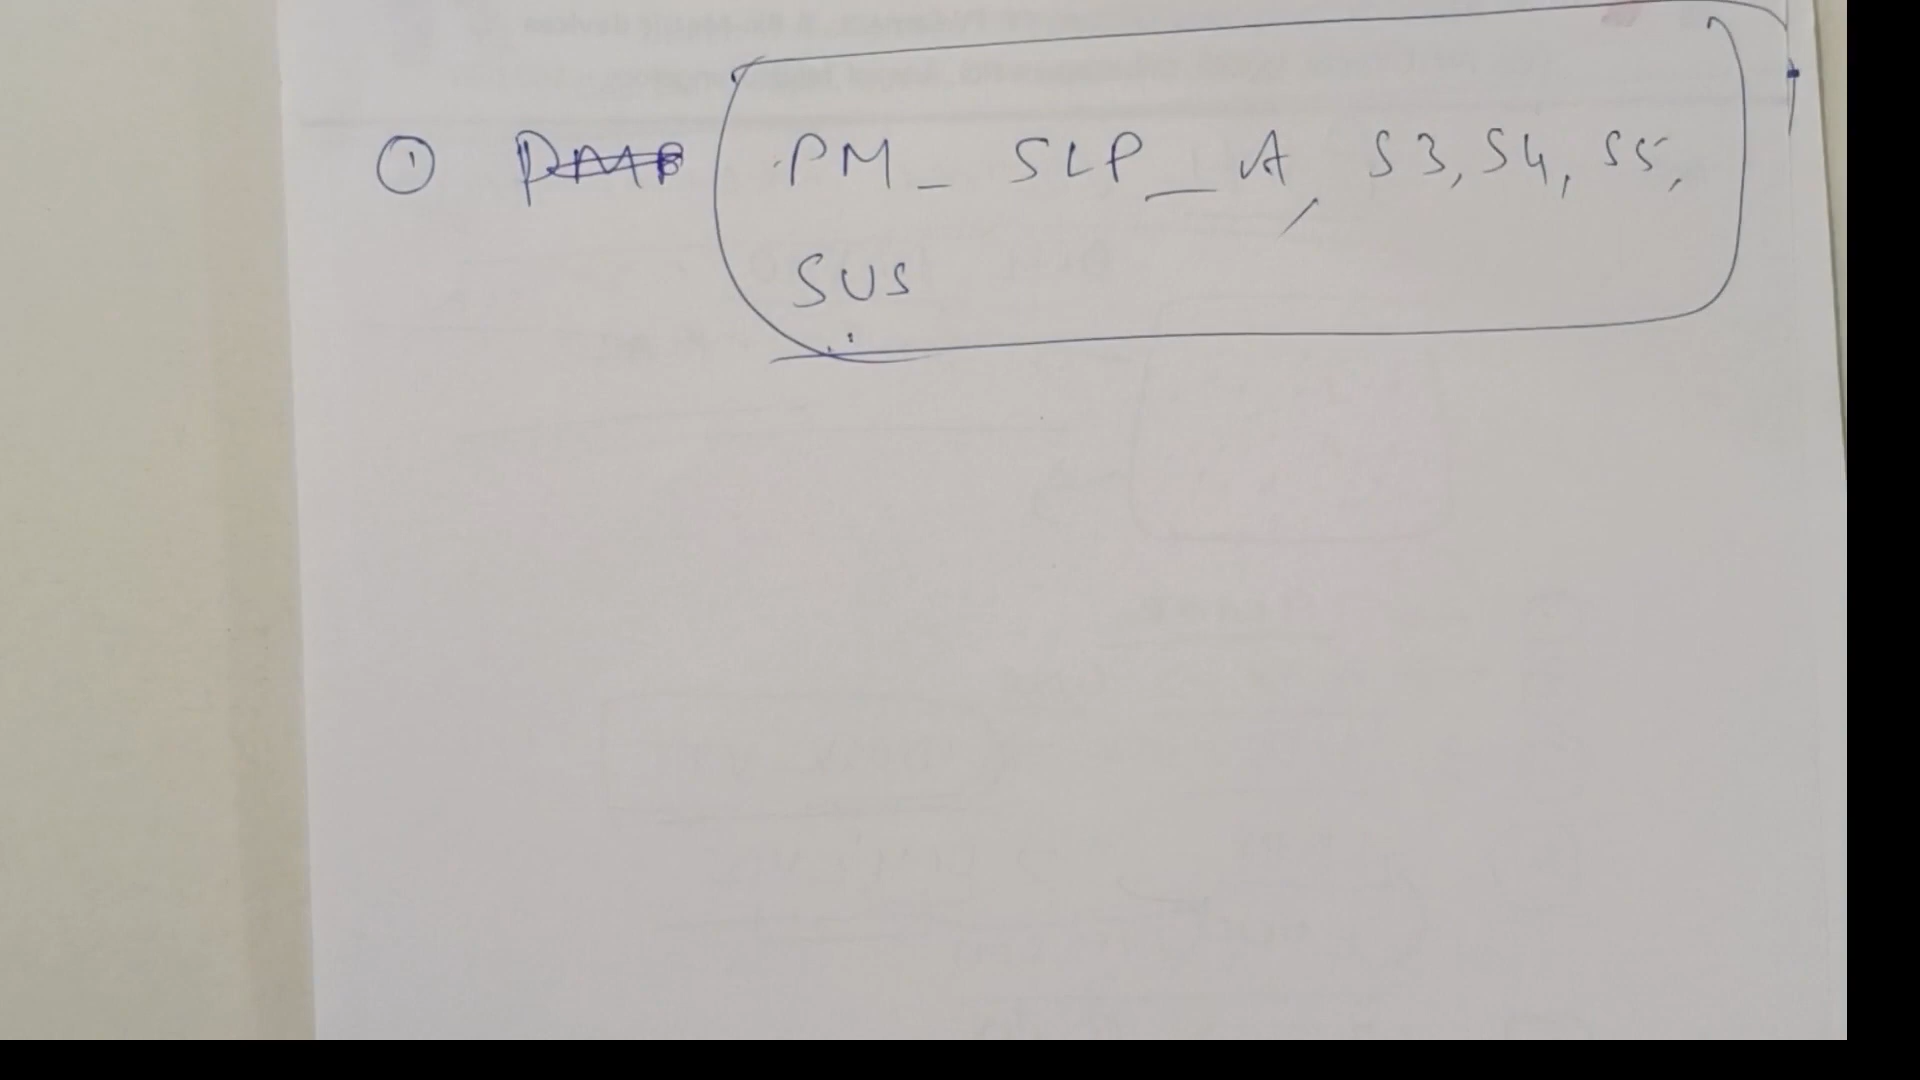 ① PM_ SLP_A, S3, S4, S5,
SUS